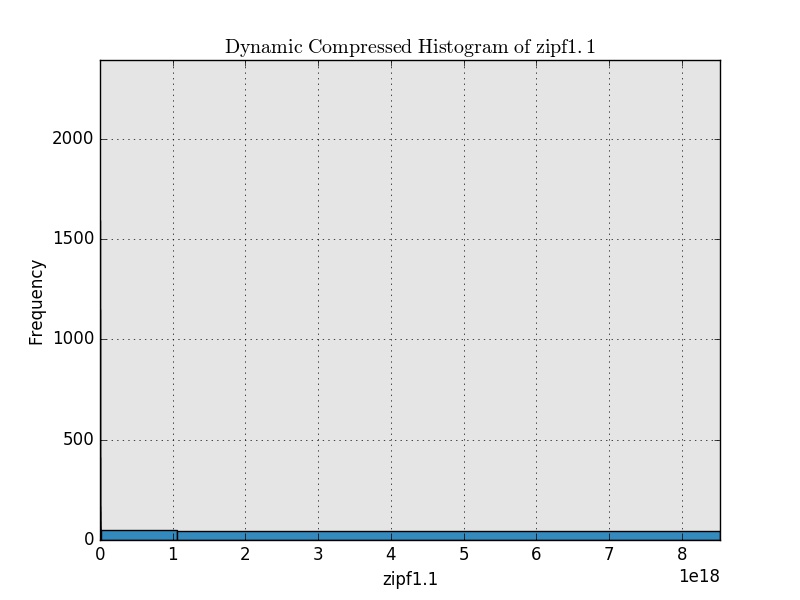 Dynamic Compressed Histogram of zipf1.1
Frequency
2000
1500
1000
500
0
0 1 2 3 4 5 6 7 8
1e18
zipf1.1